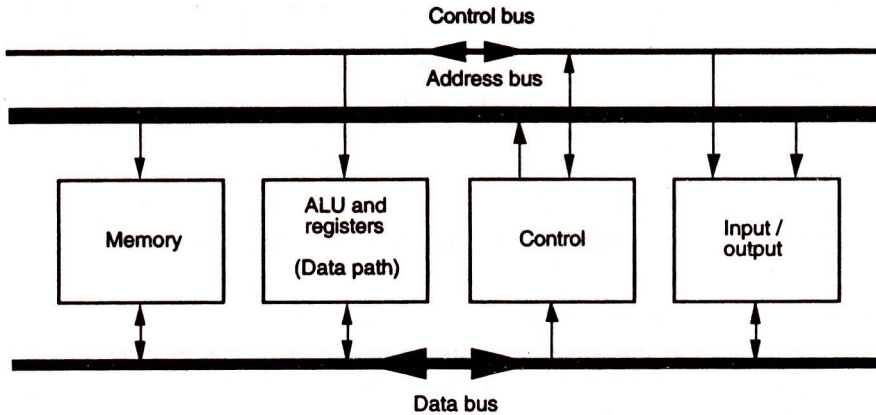 Control bus
Address bus
Memory
ALU and
registers
(Data path)
Control
Input /
output
Data bus